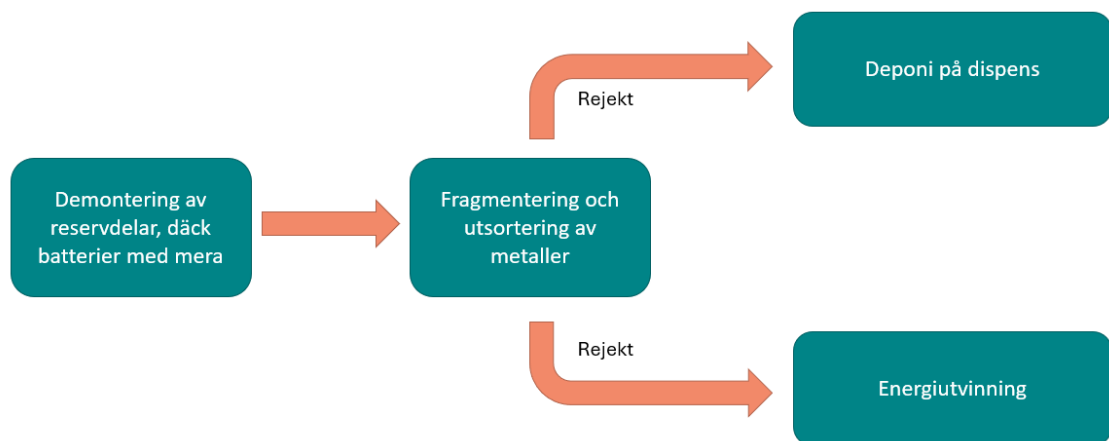 Demontering av
reservdelar, däck
batterier med mera
Fragmentering och
utsortering av
metaller
Rejekt
Deponi på dispens
Rejekt
Energiutvinning